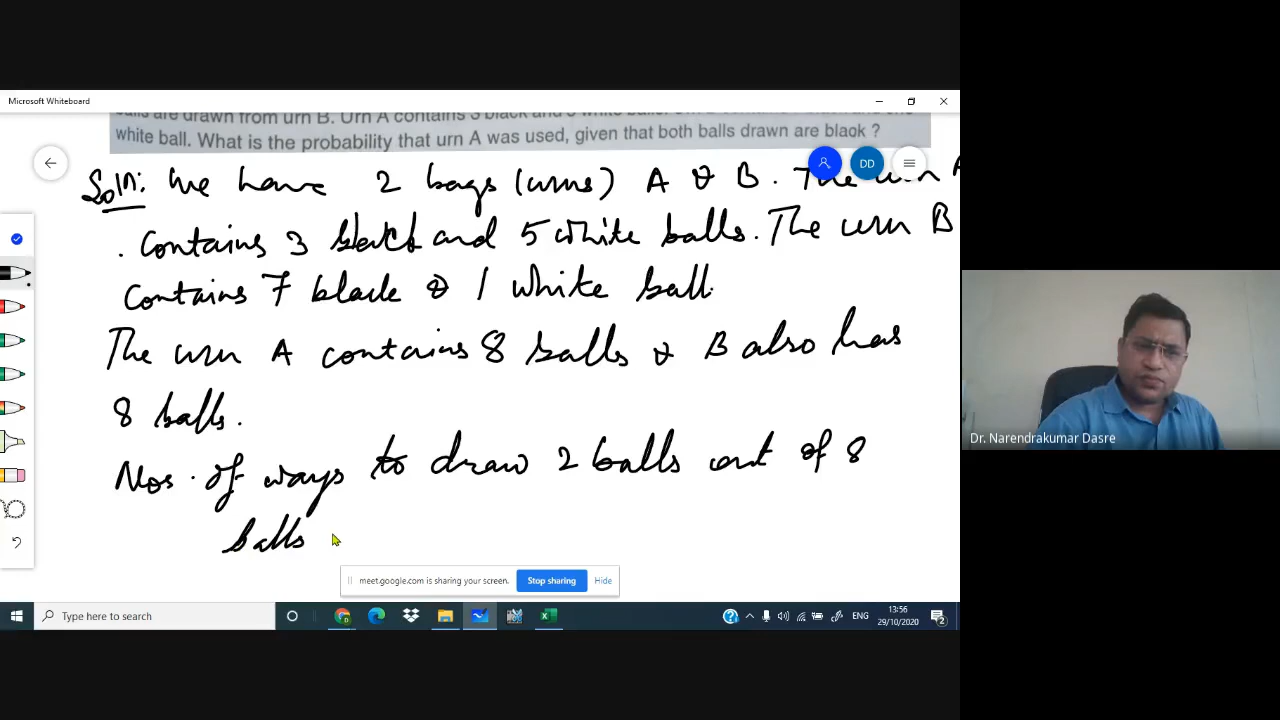 Microsoft Whiteboard
white ball. What is the probability that urn A was used, given that both balls drawn are black ?
DD
Soln: We have 2 bags (urns) A & B. The urn A
. contains 3 black and 5 white balls. The urn B
contains 7 black & 1 white ball.
The urn A contains 8 balls & B also has
8 balls.
Nos. of ways to draw 2 balls out of 8
balls
Dr. Narendrakumar Dasre
meet.google.com is sharing your screen.
Stop sharing
Hide
Type here to search
ENG
13:56
29/10/2020
2